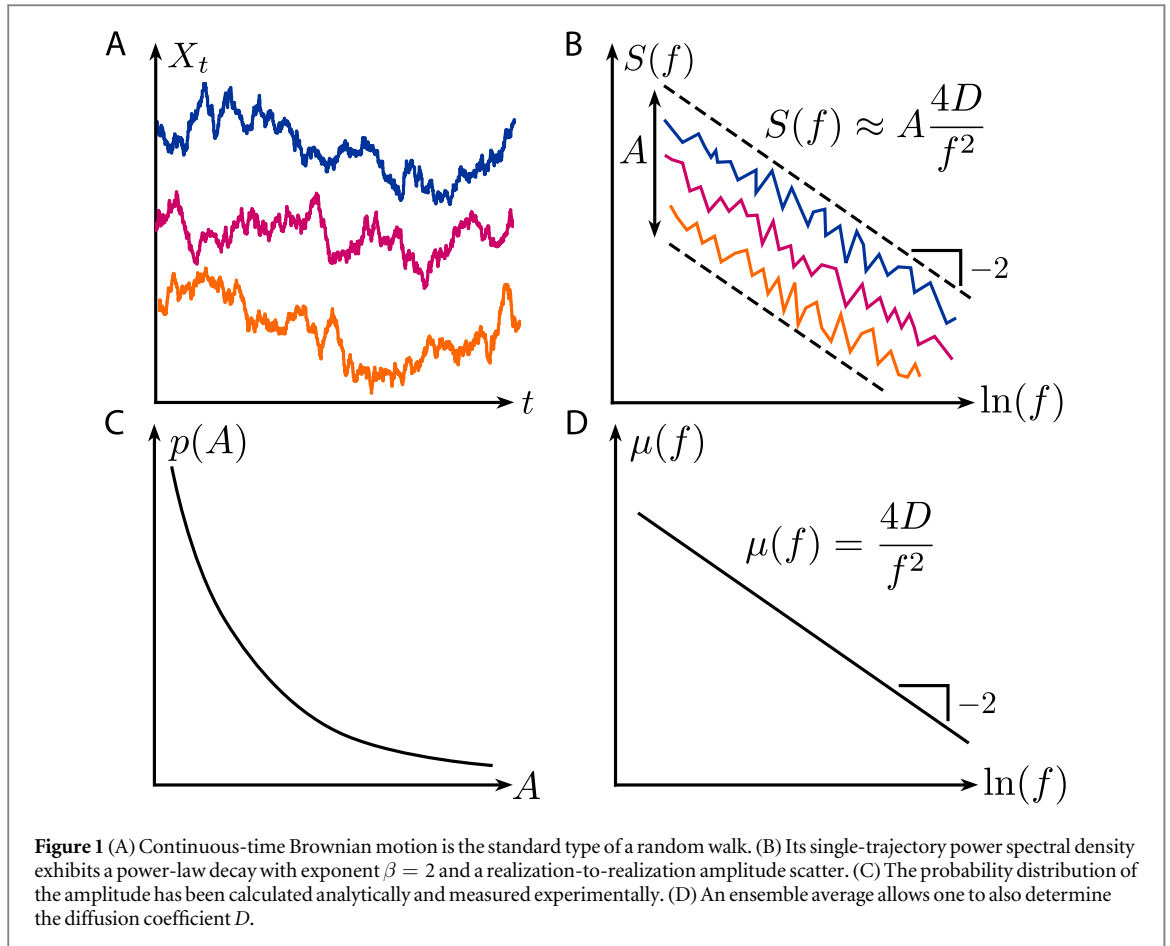 A
X_t
t
B
S(f)
S(f) ≈ A 4D/f²
A
−2
ln(f)
C
p(A)
A
D
μ(f)
μ(f) = 4D/f²
−2
ln(f)
Figure 1 (A) Continuous-time Brownian motion is the standard type of a random walk. (B) Its single-trajectory power spectral density
exhibits a power-law decay with exponent β = 2 and a realization-to-realization amplitude scatter. (C) The probability distribution of
the amplitude has been calculated analytically and measured experimentally. (D) An ensemble average allows one to also determine
the diffusion coefficient D.